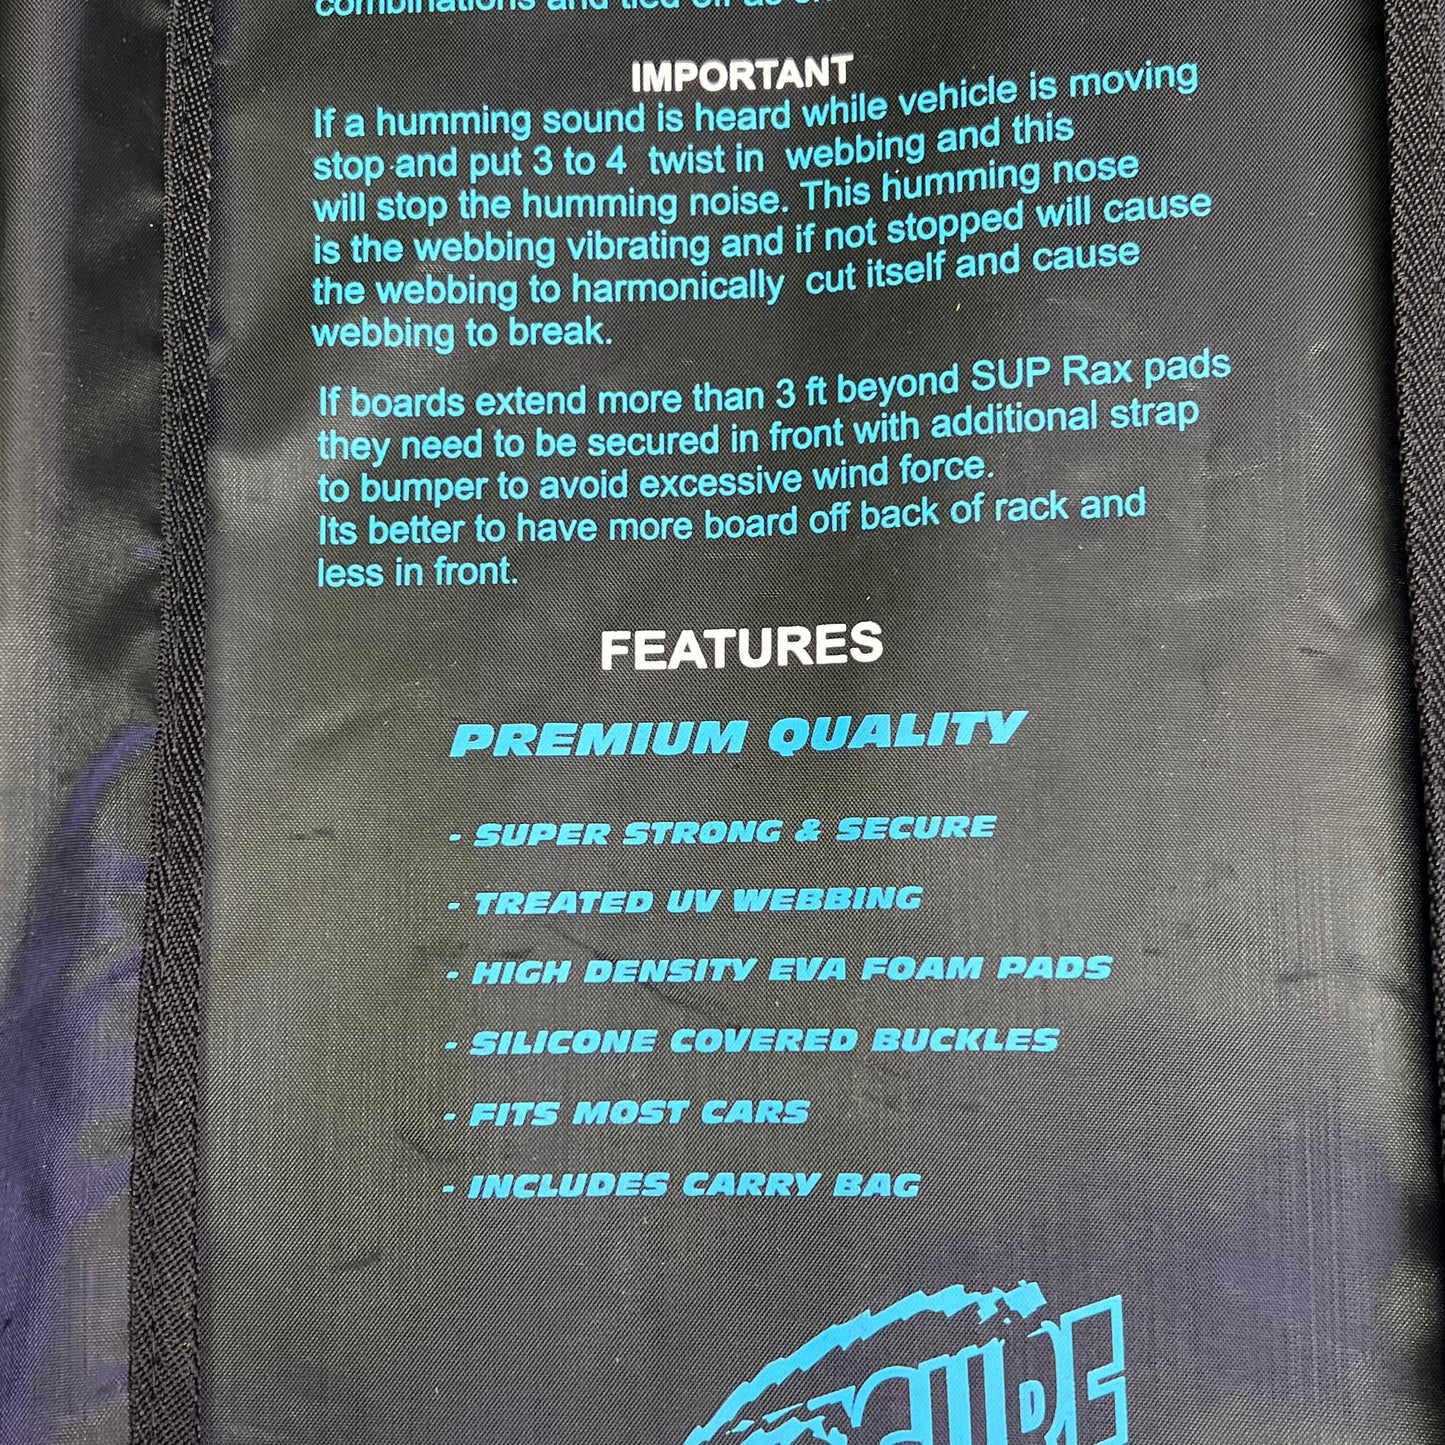 combinations and tied off as
IMPORTANT
If a humming sound is heard while vehicle is moving
stop and put 3 to 4 twist in webbing and this
will stop the humming noise. This humming nose
is the webbing vibrating and if not stopped will cause
the webbing to harmonically cut itself and cause
webbing to break.
If boards extend more than 3 ft beyond SUP Rax pads
they need to be secured in front with additional strap
to bumper to avoid excessive wind force.
Its better to have more board off back of rack and
less in front.
FEATURES
PREMIUM QUALITY
- SUPER STRONG & SECURE
- TREATED UV WEBBING
- HIGH DENSITY EVA FOAM PADS
- SILICONE COVERED BUCKLES
- FITS MOST CARS
- INCLUDES CARRY BAG